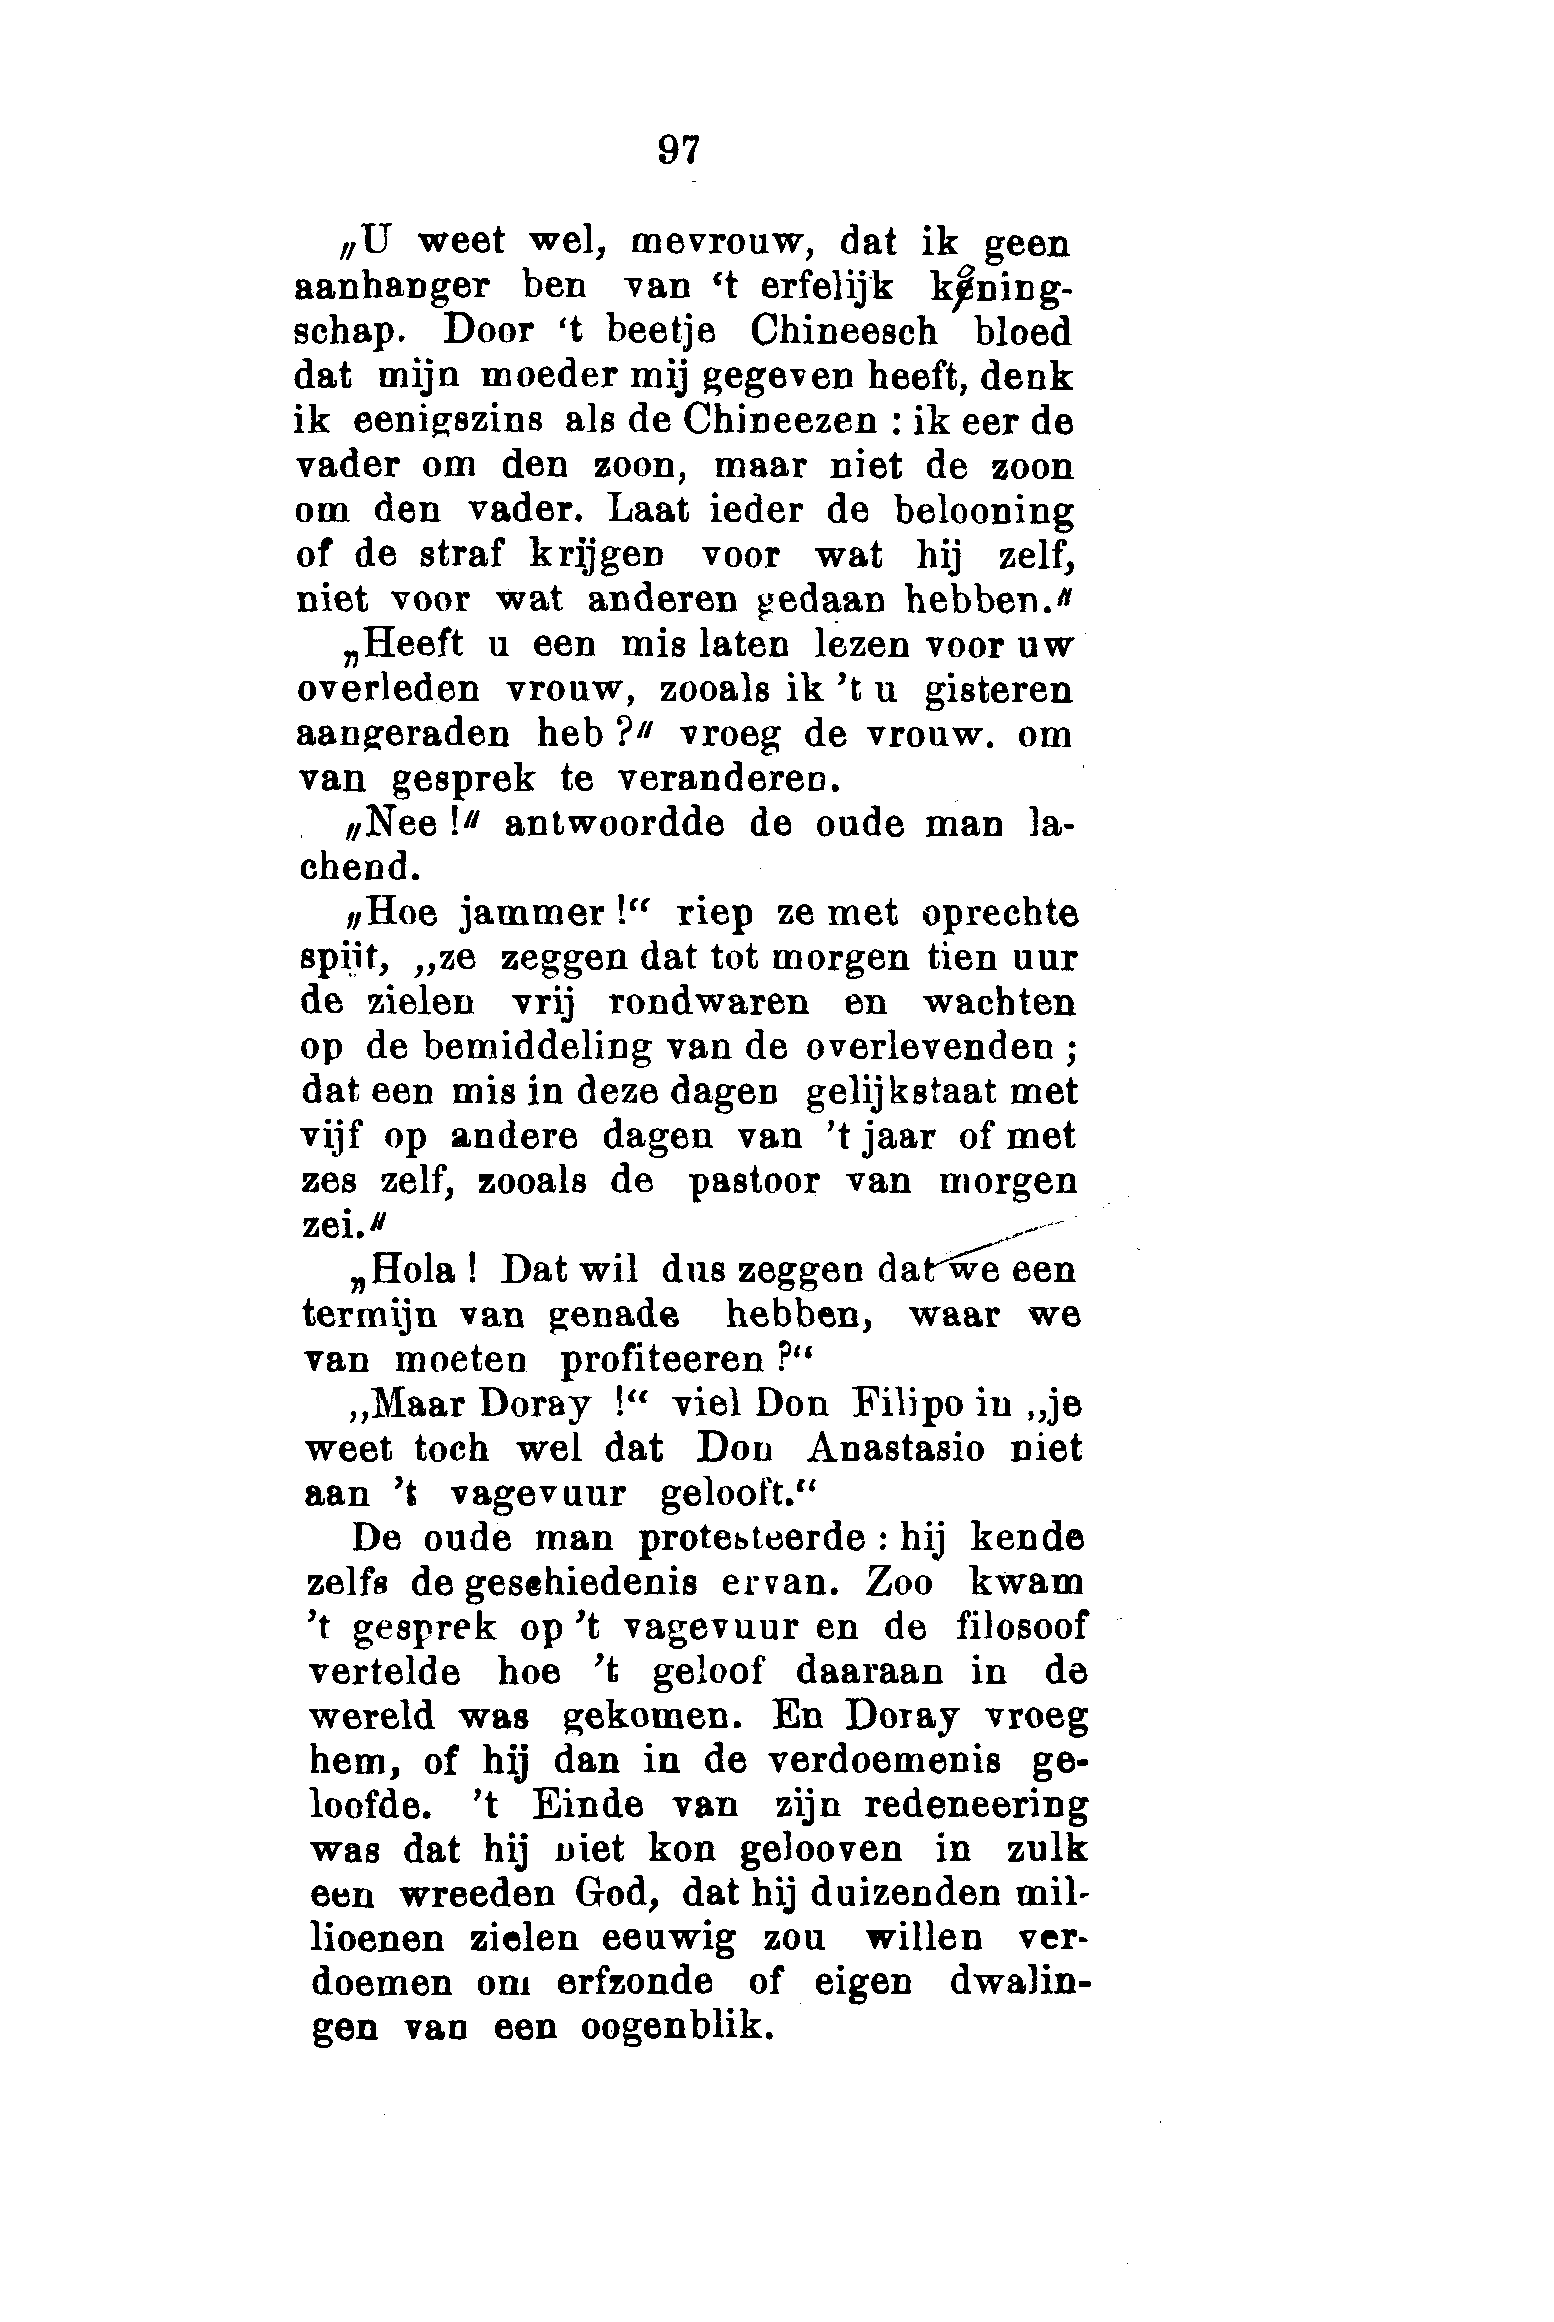 97
„U weet wel, mevrouw, dat ik geen
aanhanger ben van ‘t erfelijk koning-
schap. Door ‘t beetje Chineesch bloed
dat mijn moeder mij gegeven heeft, denk
ik eenigszins als de Chineezen : ik eer de
vader om den zoon, maar niet de zoon
om den vader. Laat ieder de belooning
of de straf krijgen voor wat hij zelf,
niet voor wat anderen gedaan hebben.“
„Heeft u een mis laten lezen voor uw
overleden vrouw, zooals ik ’t u gisteren
aangeraden heb ?“ vroeg de vrouw. om
van gesprek te veranderen.
„Nee !“ antwoordde de oude man la-
chend.
„Hoe jammer !“ riep ze met oprechte
spijt, „ze zeggen dat tot morgen tien uur
de zielen vrij rondwaren en wachten
op de bemiddeling van de overlevenden ;
dat een mis in deze dagen gelijkstaat met
vijf op andere dagen van ’t jaar of met
zes zelf, zooals de pastoor van morgen
zei.“
„Hola ! Dat wil dus zeggen dat we een
termijn van genade hebben, waar we
van moeten profiteeren ?“
„Maar Doray !“ viel Don Filipo in „je
weet toch wel dat Don Anastasio niet
aan ’t vagevuur gelooft.“
De oude man protesteerde : hij kende
zelfs de geschiedenis ervan. Zoo kwam
’t gesprek op ’t vagevuur en de filosoof
vertelde hoe ’t geloof daaraan in de
wereld was gekomen. En Doray vroeg
hem, of hij dan in de verdoemenis ge-
loofde. ’t Einde van zijn redeneering
was dat hij niet kon gelooven in zulk
een wreeden God, dat hij duizenden mil-
lioenen zielen eeuwig zou willen ver-
doemen om erfzonde of eigen dwalin-
gen van een oogenblik.